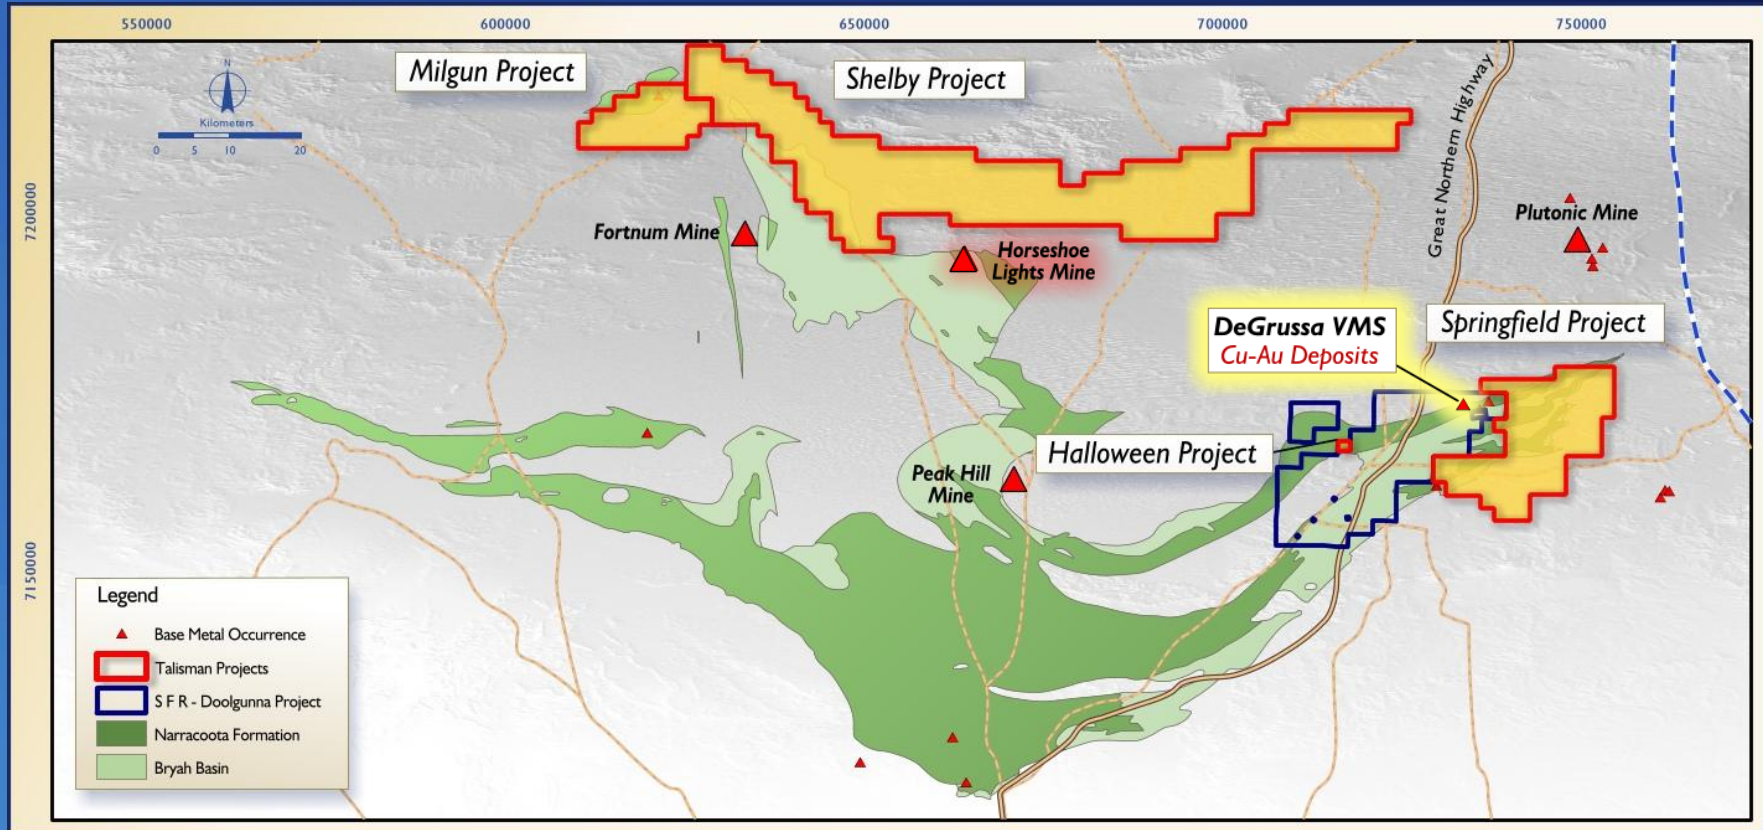 550000
600000
650000
700000
750000
7200000
7150000
N
Kilometers
0 5 10 20
Milgun Project
Shelby Project
Great Northern Highway
Fortnum Mine
Horseshoe
Lights Mine
Plutonic Mine
DeGrussa VMS
Cu-Au Deposits
Springfield Project
Halloween Project
Peak Hill
Mine
Legend
Base Metal Occurrence
Talisman Projects
S F R - Doolgunna Project
Narracoota Formation
Bryah Basin